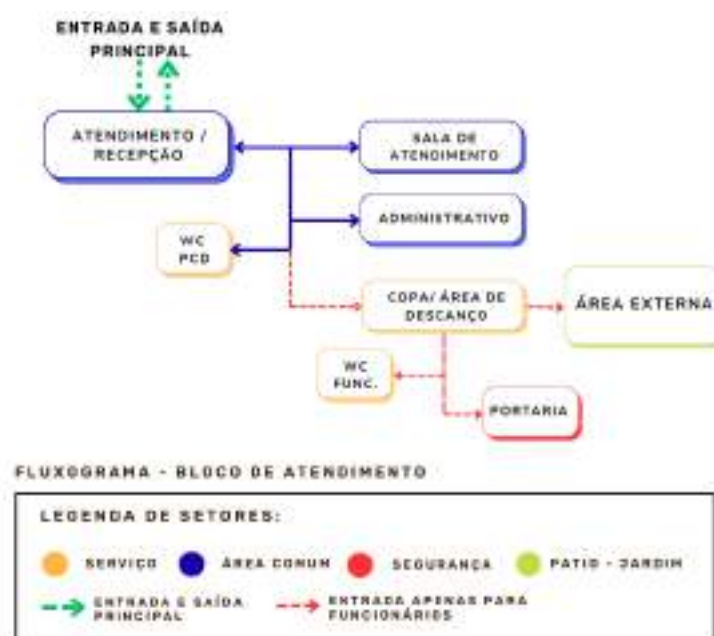 ENTRADA E SAÍDA
PRINCIPAL
ATENDIMENTO /
RECEPÇÃO
SALA DE
ATENDIMENTO
ADMINISTRATIVO
WC
PCD
COPA/ ÁREA DE
DESCANÇO
ÁREA EXTERNA
WC
FUNC.
PORTARIA
FLUXOGRAMA - BLOCO DE ATENDIMENTO
LEGENDA DE SETORES:
SERVIÇO
ÁREA COMUM
SEGURANÇA
PATIO - JARDIM
ENTRADA E SAÍDA
PRINCIPAL
ENTRADA APENAS PARA
FUNCIONÁRIOS